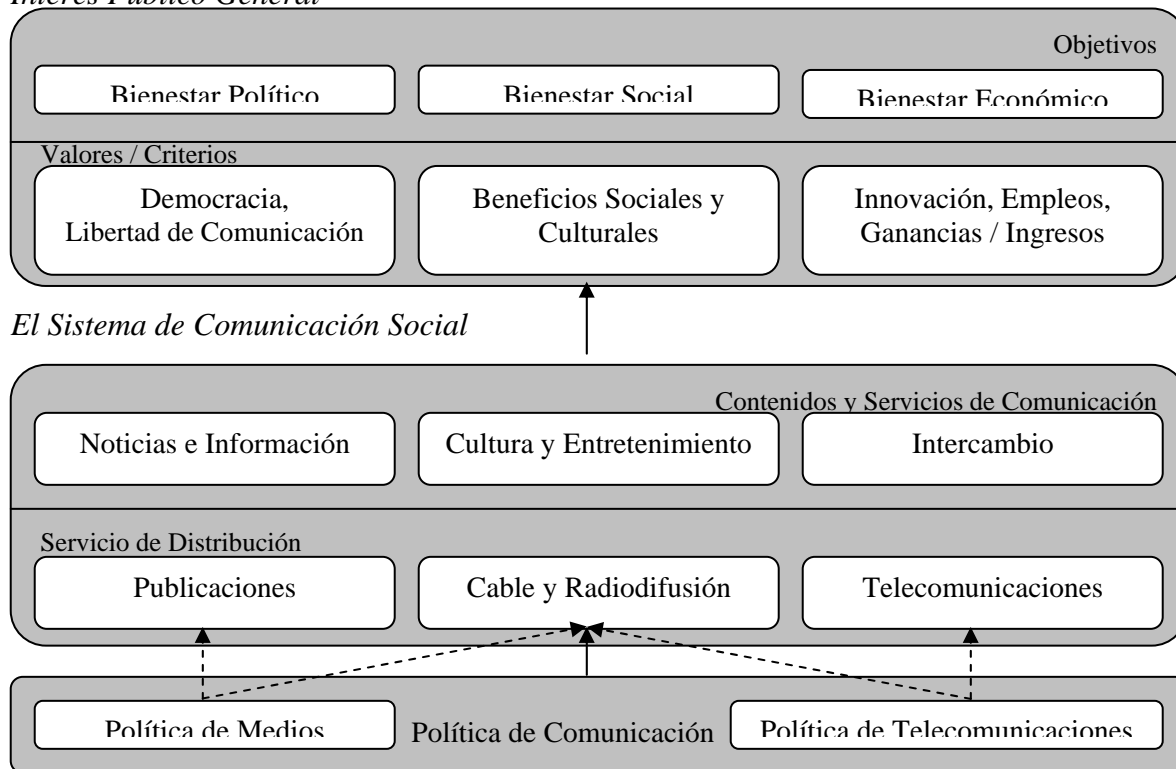 Interés Público General
Objetivos
Bienestar Político
Bienestar Social
Bienestar Económico
Valores / Criterios
Democracia,
Libertad de Comunicación
Beneficios Sociales y
Culturales
Innovación, Empleos,
Ganancias / Ingresos
El Sistema de Comunicación Social
Contenidos y Servicios de Comunicación
Noticias e Información
Cultura y Entretenimiento
Intercambio
Servicio de Distribución
Publicaciones
Cable y Radiodifusión
Telecomunicaciones
Política de Medios
Política de Comunicación
Política de Telecomunicaciones